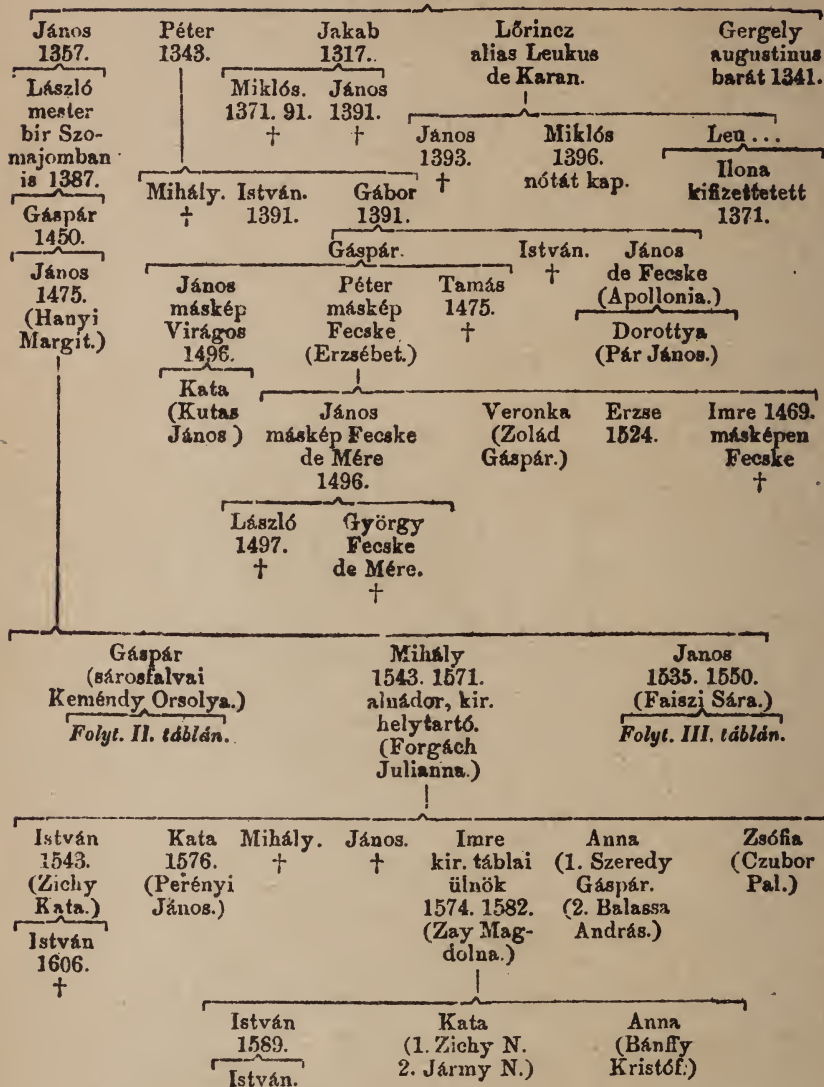 János Péter Jakab Lőrincz Gergely
1357. 1343. 1317. alias Leukus augustinus
de Karan. barát 1341.
László Miklós. János
mester 1371. 91. 1391.
bir Szo- † †
majomban
is 1387.
János Miklós Leu...
1393. 1396. Ilona
† nótát kap. kifizettetett
1371.
Mihály. István. Gábor
† 1391. 1391.
Gáspár
1450.
Gáspár. István. János
† de Fecske
(Apollonia.)
János
1475.
(Hanyi
Margit.)
János Péter Tamás Dorottya
máskép máskép 1475. (Pár János.)
Virágos Fecske †
1496. (Erzsébet.)
Kata
(Kutas
János)
János Veronka Erzse Imre 1469.
máskép Fecske (Zolád 1524. másképen
de Mére Gáspár.) Fecske
1496. †
László György
1497. Fecske
† de Mére.
†
Gáspár Mihály Janos
(sárosfalvai 1543. 1571. 1535. 1550.
Keméndy Orsolya.) alnádor, kir. (Faiszi Sára.)
Folyt. II. táblán. helytartó. Folyt. III. táblán.
(Forgách
Julianna.)
István Kata Mihály. János. Imre Anna Zsófia
1543. 1576. † † kir. táblai (1. Szeredy (Czubor
(Zichy (Perényi ülnök Gáspár. Pal.)
Kata.) János.) 1574. 1582. (2. Balassa
István (Zay Mag- András.)
1606. dolna.)
†
István Kata Anna
1589. (1. Zichy N. (Bánffy
István. 2. Jármy N.) Kristóf.)